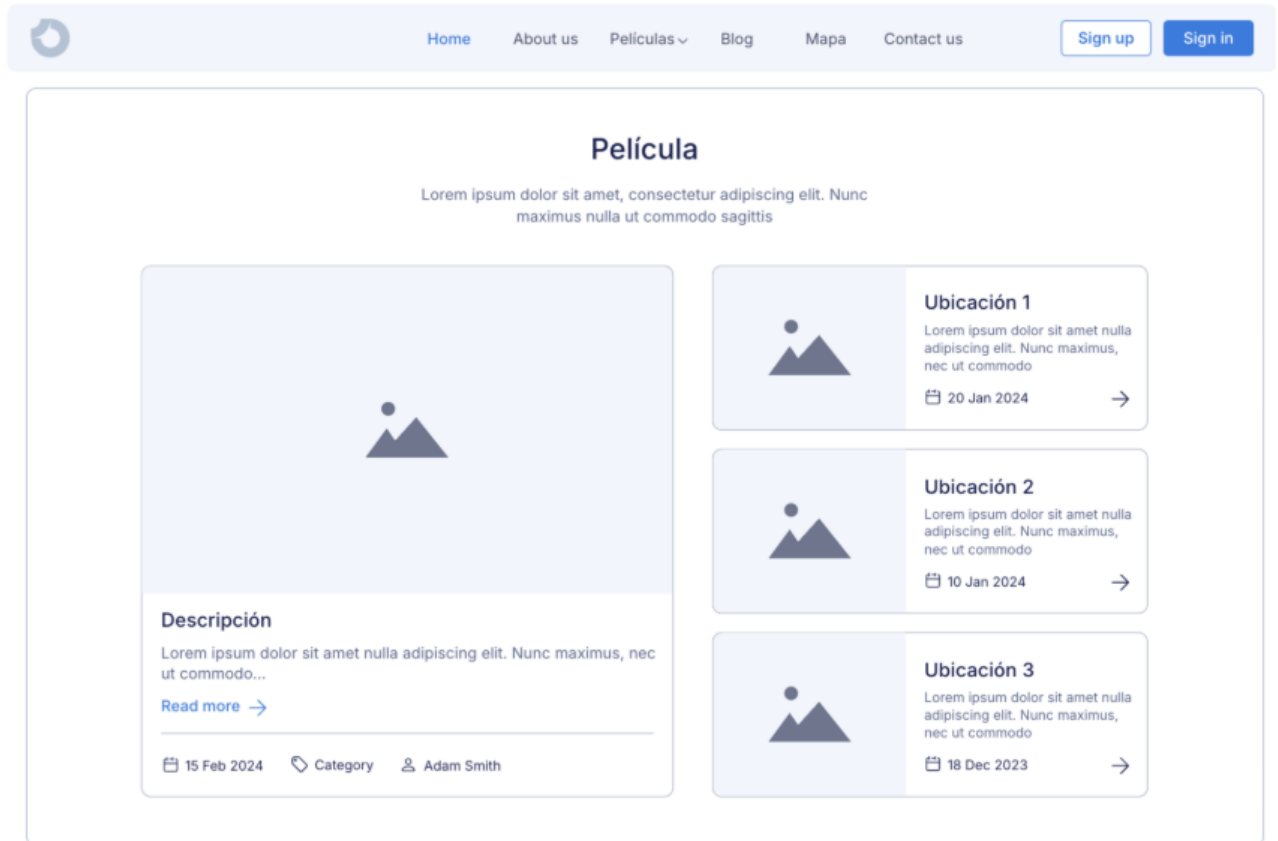 Home About us Películas Blog Mapa Contact us Sign up Sign in
Película
Lorem ipsum dolor sit amet, consectetur adipiscing elit. Nunc
maximus nulla ut commodo sagittis
Descripción
Lorem ipsum dolor sit amet nulla adipiscing elit. Nunc maximus, nec
ut commodo...
Read more
15 Feb 2024 Category Adam Smith
Ubicación 1
Lorem ipsum dolor sit amet nulla
adipiscing elit. Nunc maximus,
nec ut commodo
20 Jan 2024
Ubicación 2
Lorem ipsum dolor sit amet nulla
adipiscing elit. Nunc maximus,
nec ut commodo
10 Jan 2024
Ubicación 3
Lorem ipsum dolor sit amet nulla
adipiscing elit. Nunc maximus,
nec ut commodo
18 Dec 2023